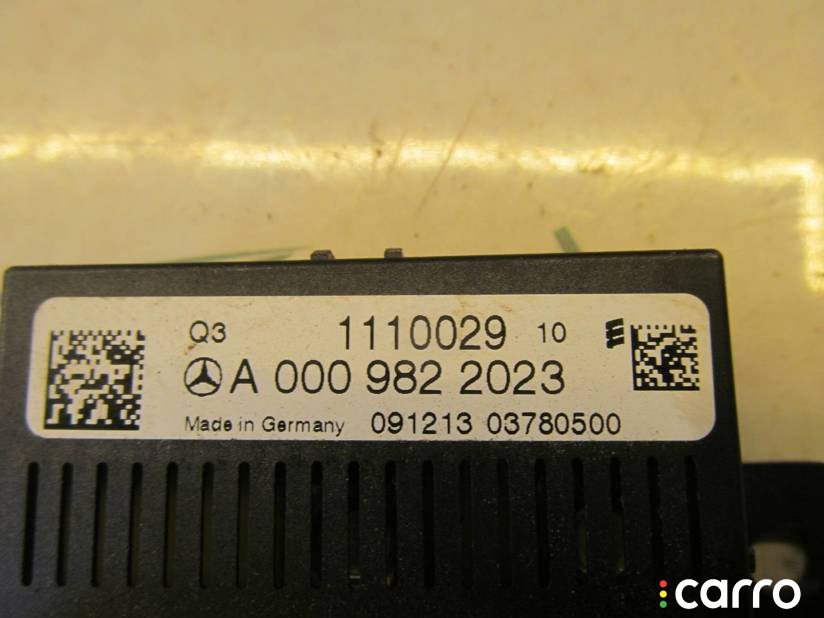 Q3 1110029 10
A 000 982 2023
Made in Germany 091213 03780500
carro